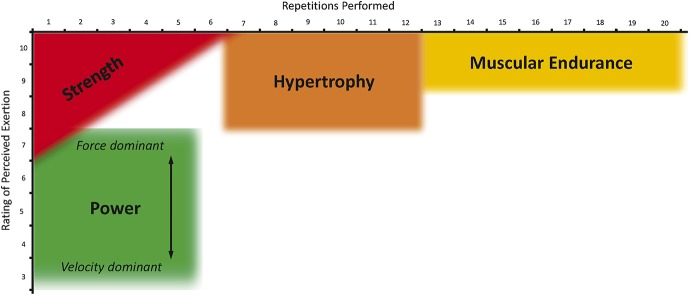 Repetitions Performed
1 2 3 4 5 6 7 8 9 10 11 12 13 14 15 16 17 18 19 20
Rating of Perceived Exertion
10
9
8
7
6
5
4
3
Strength
Hypertrophy
Muscular Endurance
Force dominant
Power
Velocity dominant